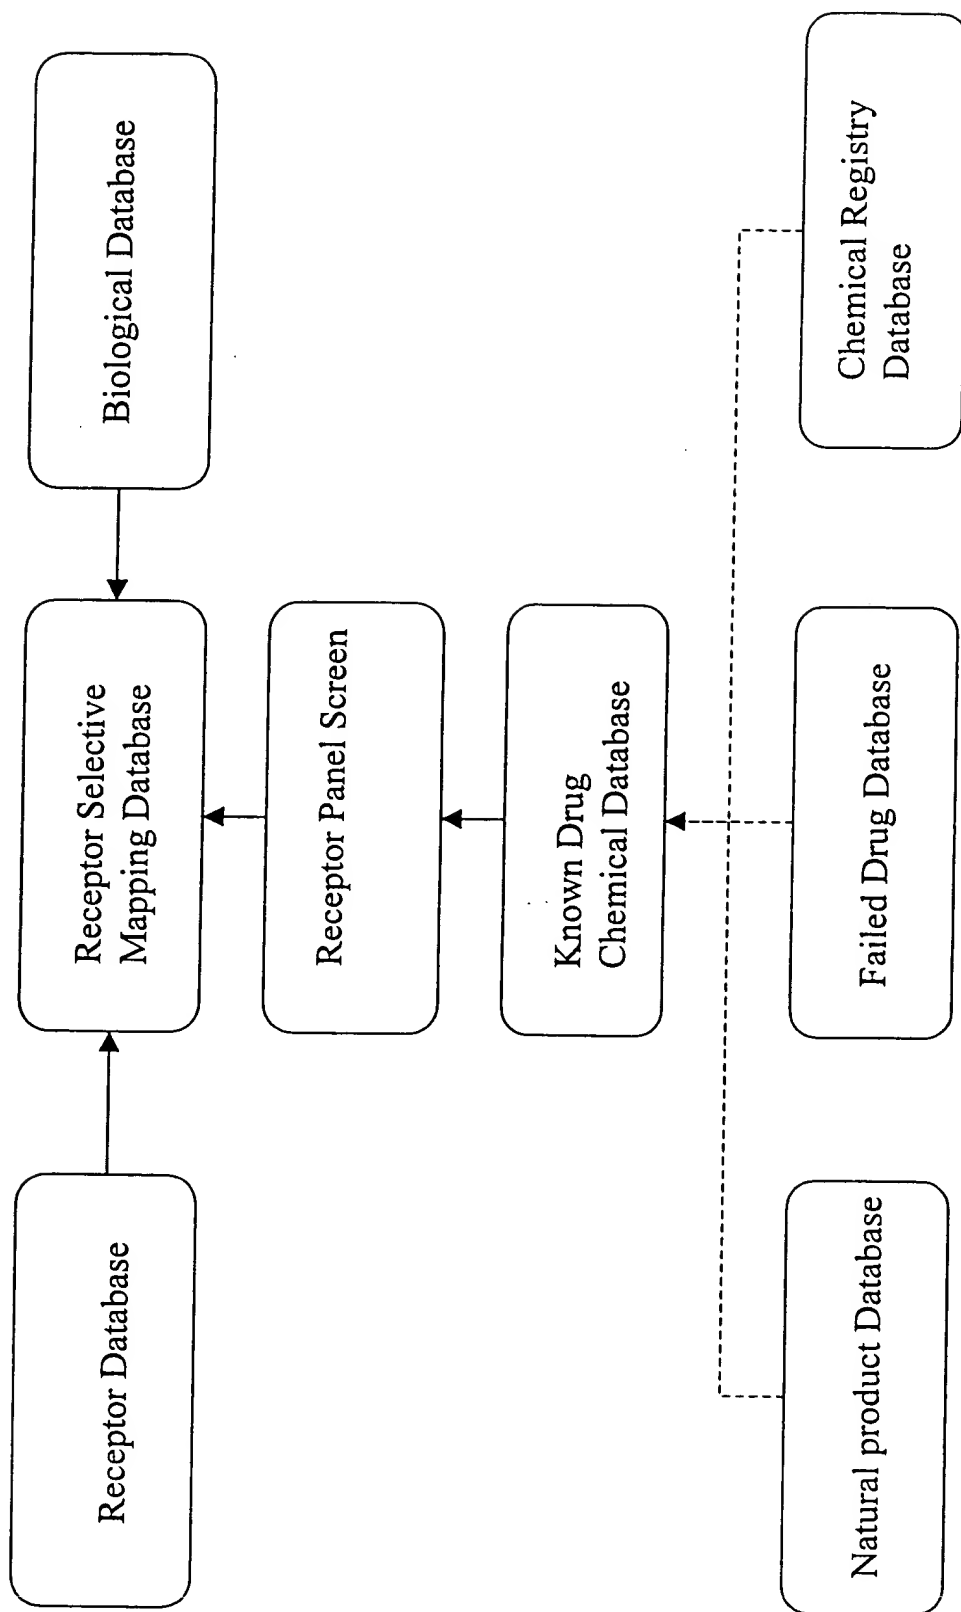 Receptor Database
Receptor Selective
Mapping Database
Biological Database
Receptor Panel Screen
Known Drug
Chemical Database
Natural product Database
Failed Drug Database
Chemical Registry
Database